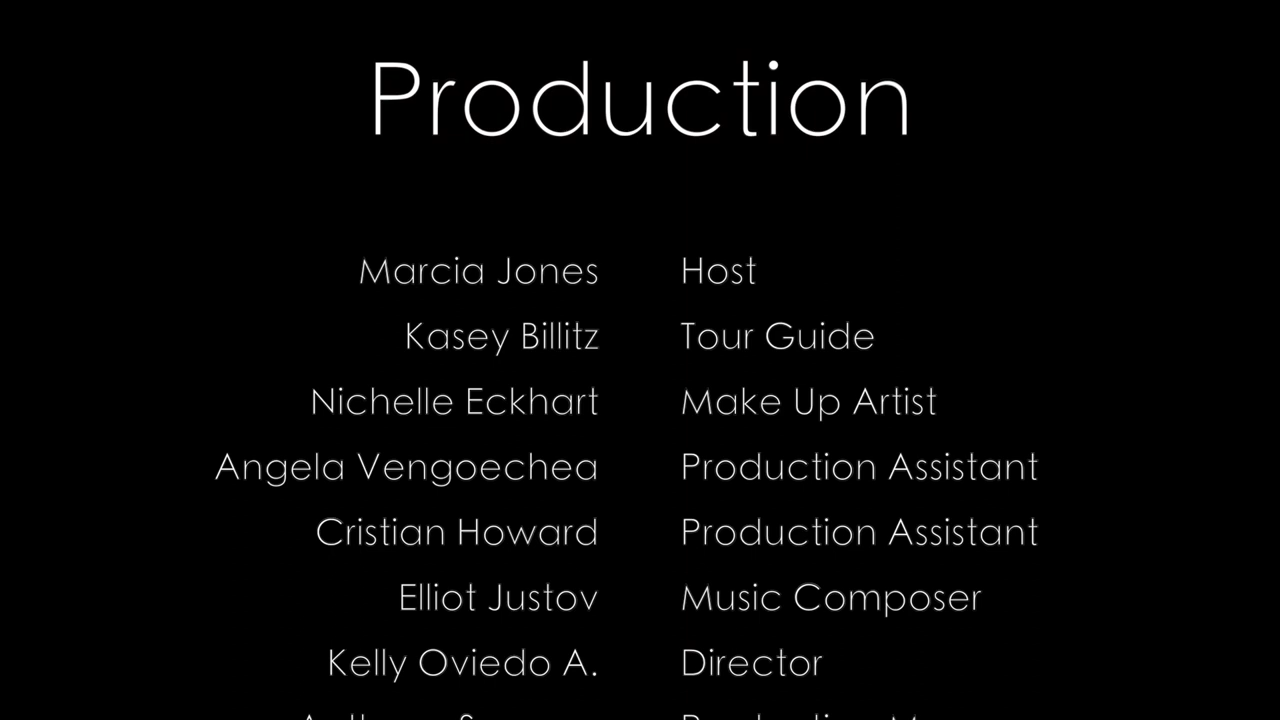 Production
Marcia Jones Host
Kasey Billitz Tour Guide
Nichelle Eckhart Make Up Artist
Angela Vengoechea Production Assistant
Cristian Howard Production Assistant
Elliot Justov Music Composer
Kelly Oviedo A. Director